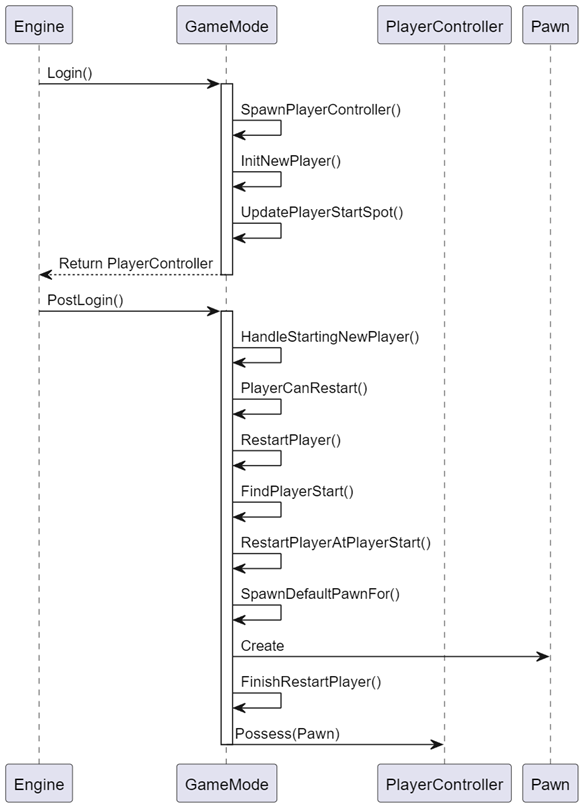 Engine
GameMode
PlayerController
Pawn
Login()
SpawnPlayerController()
InitNewPlayer()
UpdatePlayerStartSpot()
Return PlayerController
PostLogin()
HandleStartingNewPlayer()
PlayerCanRestart()
RestartPlayer()
FindPlayerStart()
RestartPlayerAtPlayerStart()
SpawnDefaultPawnFor()
Create
FinishRestartPlayer()
Possess(Pawn)
Engine
GameMode
PlayerController
Pawn